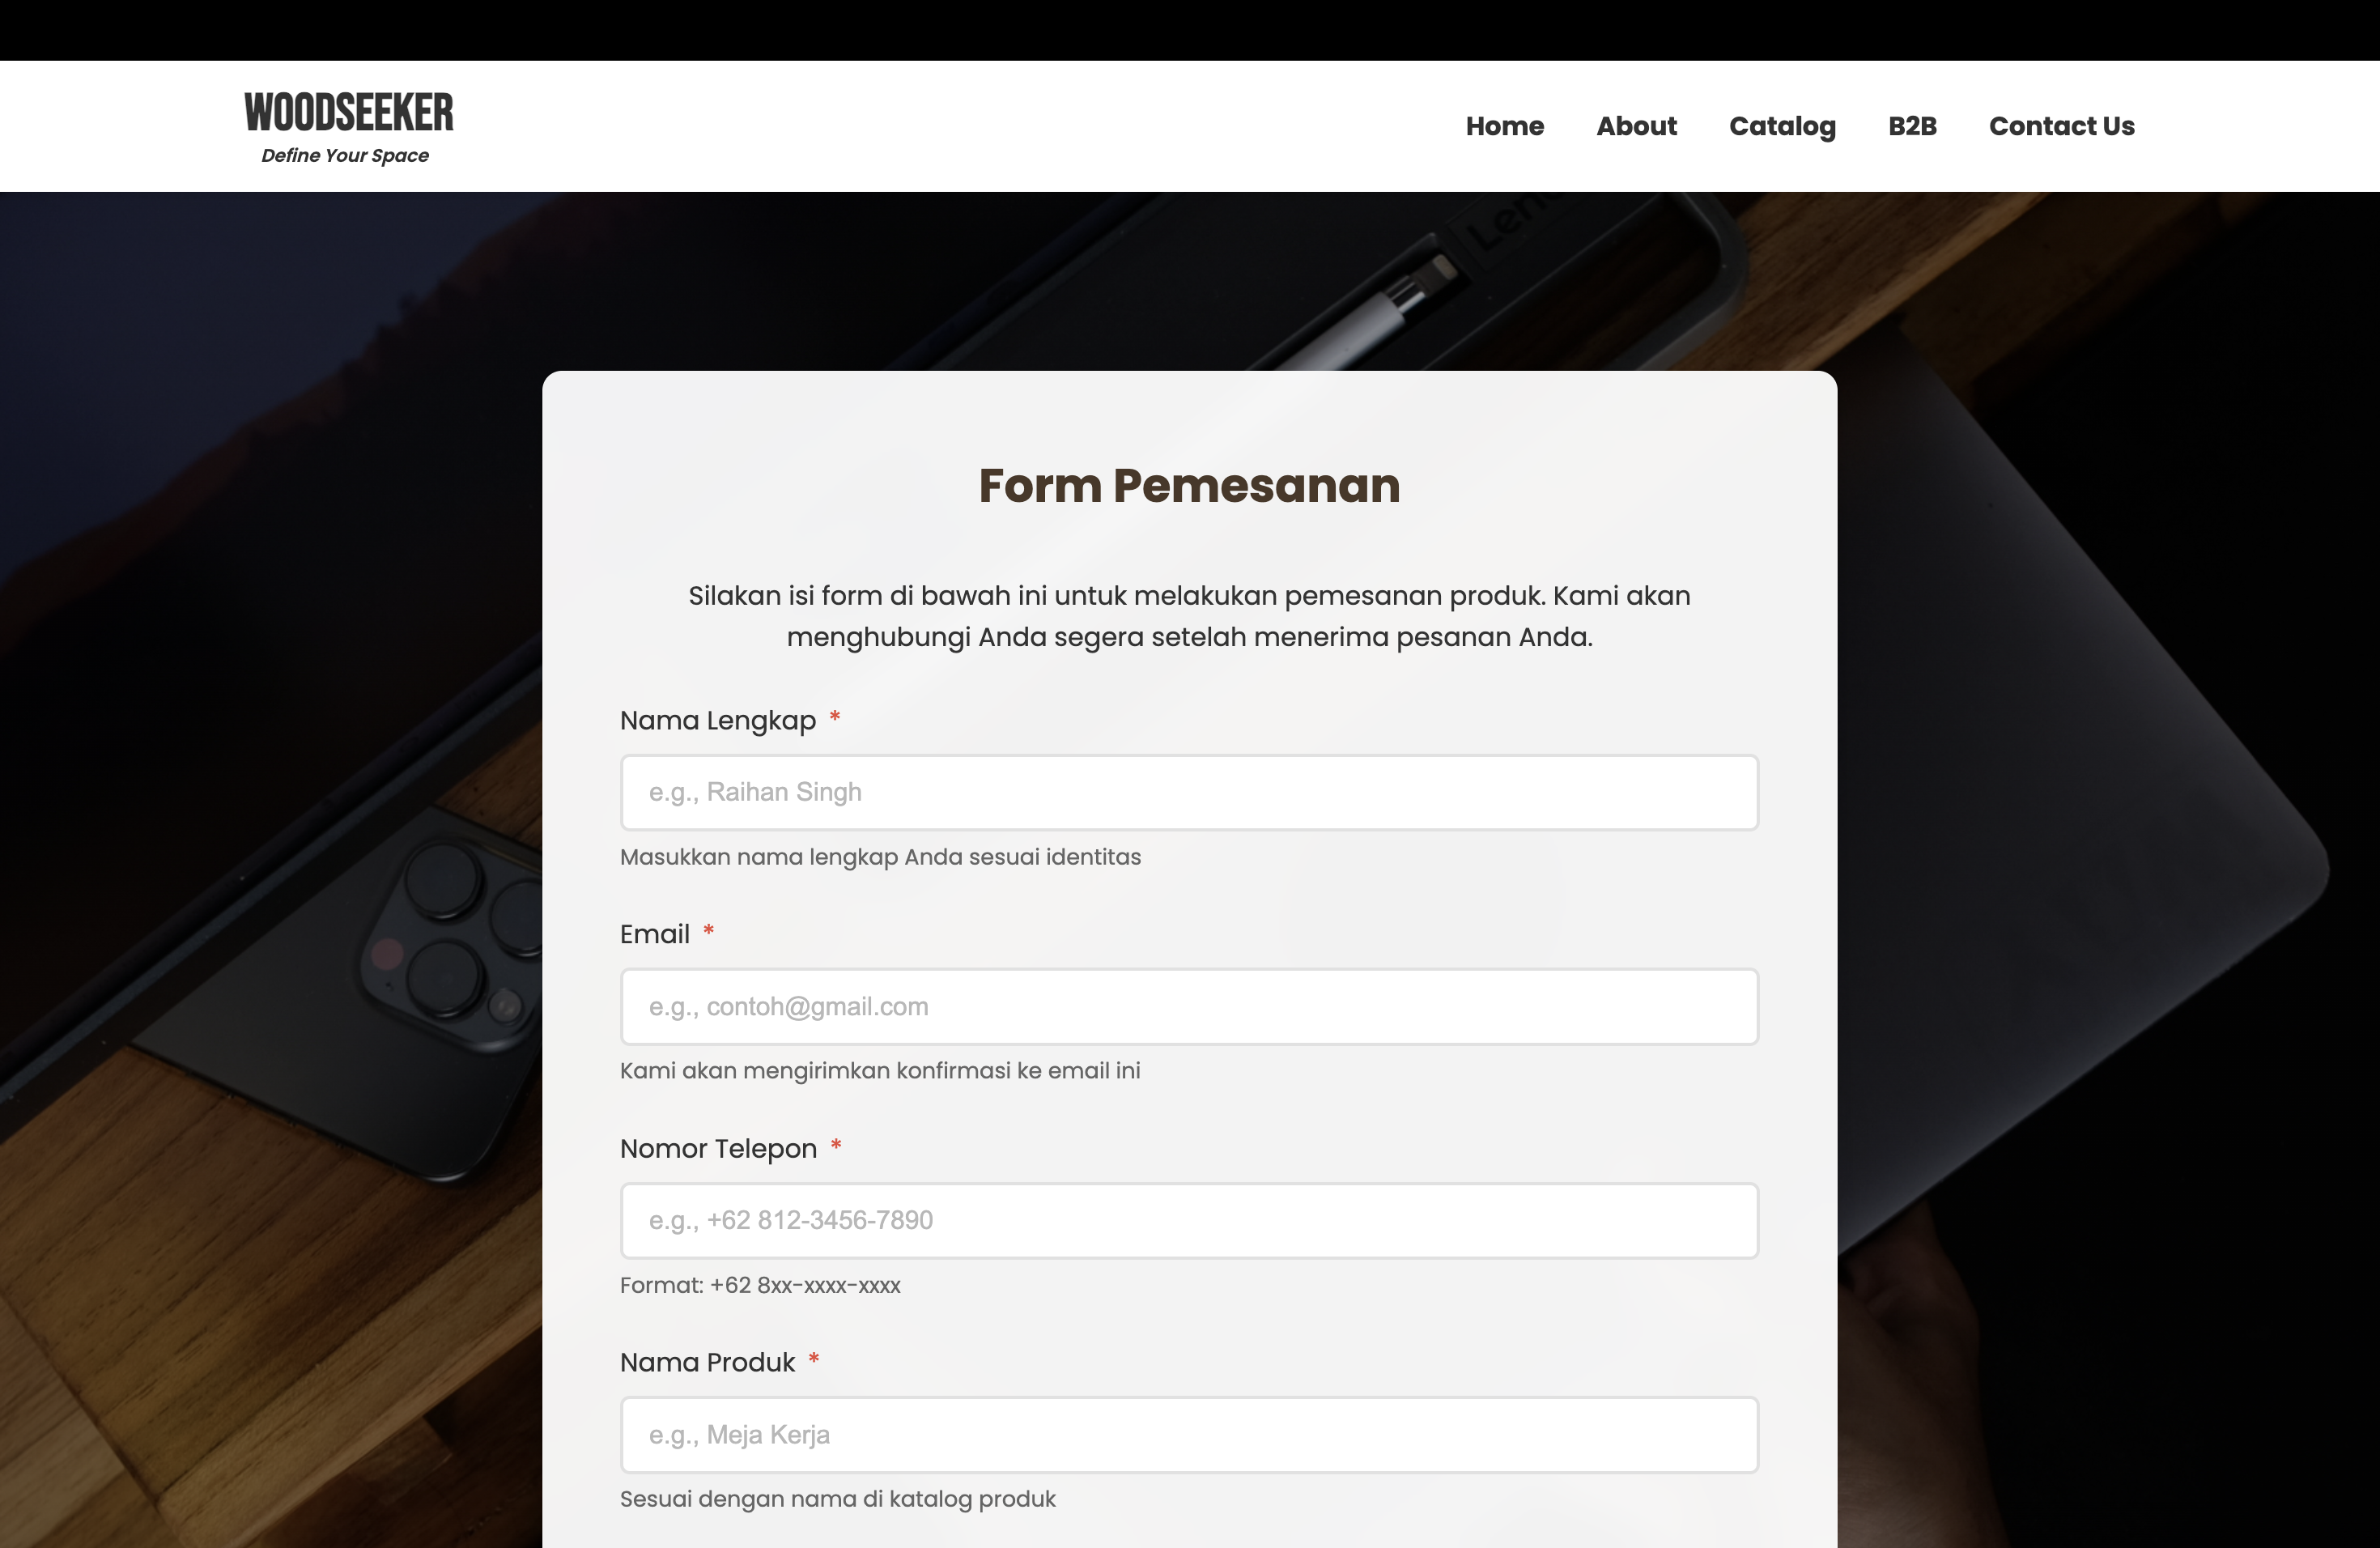 WOODSEEKER
Define Your Space
Home About Catalog B2B Contact Us
Form Pemesanan
Silakan isi form di bawah ini untuk melakukan pemesanan produk. Kami akan
menghubungi Anda segera setelah menerima pesanan Anda.
Nama Lengkap *
e.g., Raihan Singh
Masukkan nama lengkap Anda sesuai identitas
Email *
e.g., contoh@gmail.com
Kami akan mengirimkan konfirmasi ke email ini
Nomor Telepon *
e.g., +62 812-3456-7890
Format: +62 8xx-xxxx-xxxx
Nama Produk *
e.g., Meja Kerja
Sesuai dengan nama di katalog produk